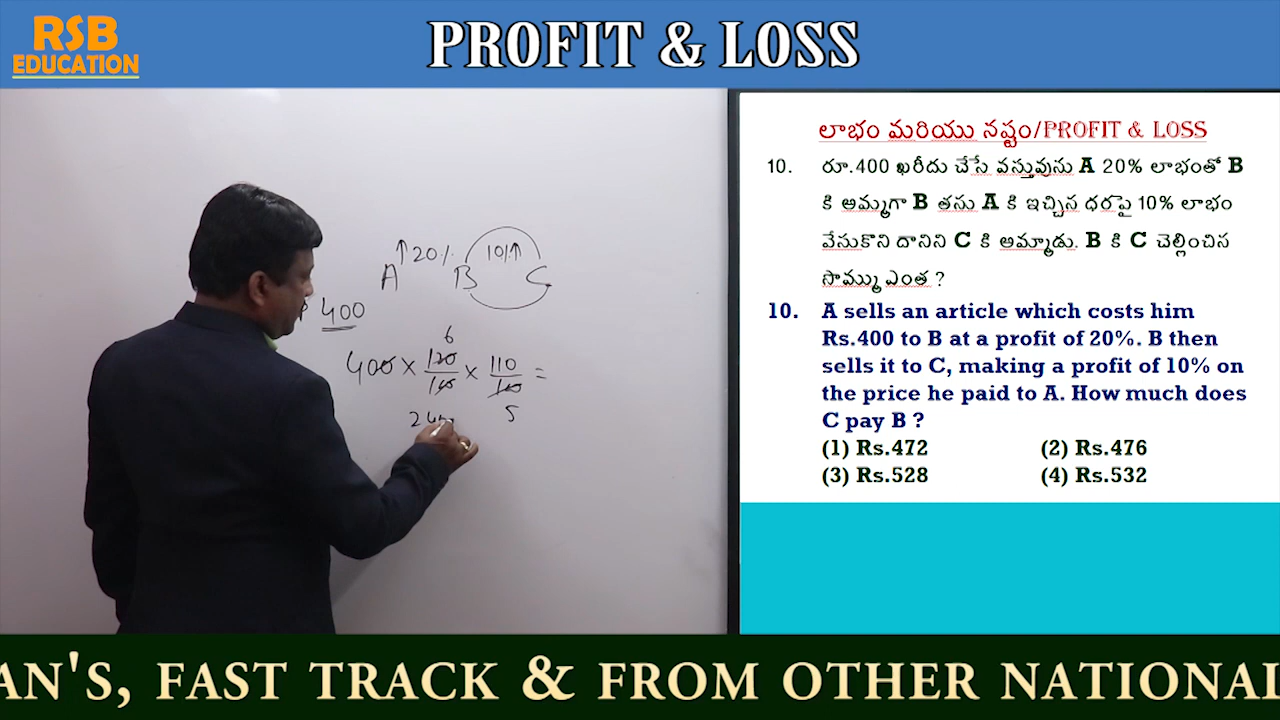 RSB
EDUCATION
PROFIT & LOSS
లాభం మరియు నష్టం/PROFIT & LOSS
10. రూ.400 ఖరీదు చేసే వస్తువును A 20% లాభంతో B
కి అమ్మగా B తను A కి ఇచ్చిన ధరపై 10% లాభం
వేసుకొని దానిని C కి అమ్మాడు. B కి C చెల్లించిన
సొమ్ము ఎంత ?
10. A sells an article which costs him
Rs.400 to B at a profit of 20%. B then
sells it to C, making a profit of 10% on
the price he paid to A. How much does
C pay B ?
(1) Rs.472 (2) Rs.476
(3) Rs.528 (4) Rs.532
↑20% 10%↑
A B C
400
6
400 × 120/100 × 110/100 =
5
AN'S, FAST TRACK & FROM OTHER NATIONAL